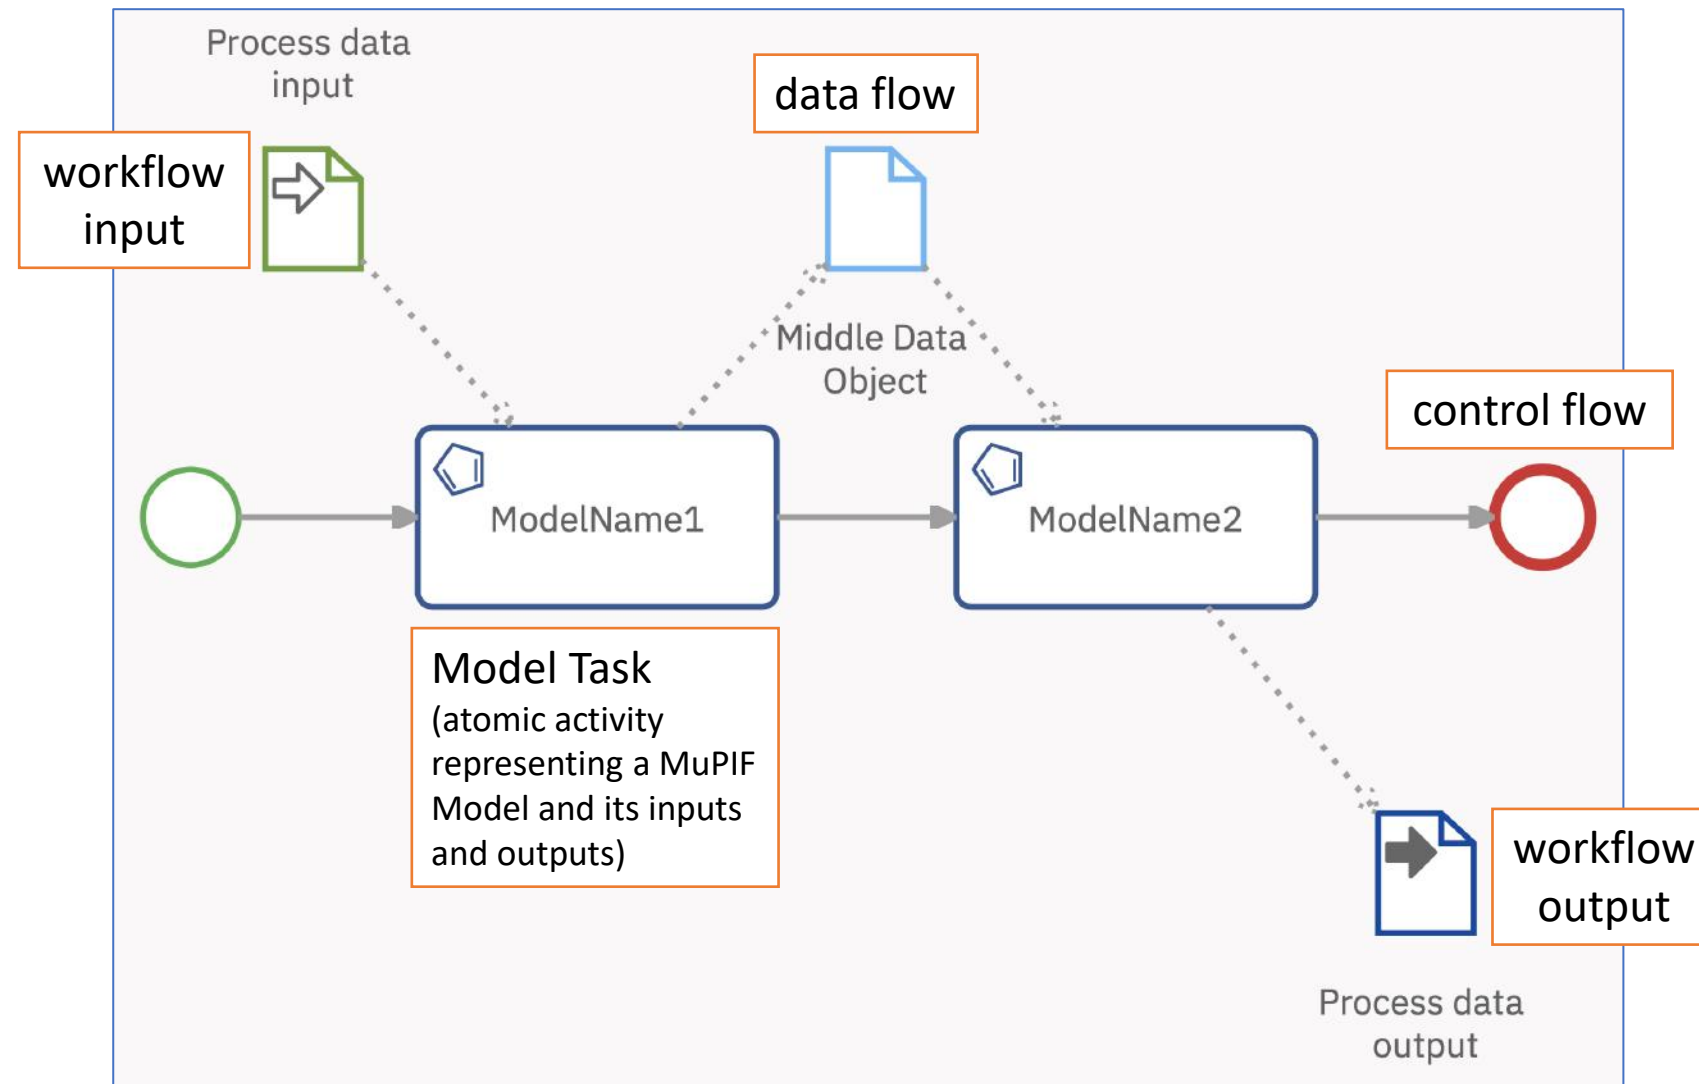 Process data
input
data flow
workflow
input
Middle Data
Object
control flow
ModelName1
ModelName2
Model Task
(atomic activity
representing a MuPIF
Model and its inputs
and outputs)
workflow
output
Process data
output